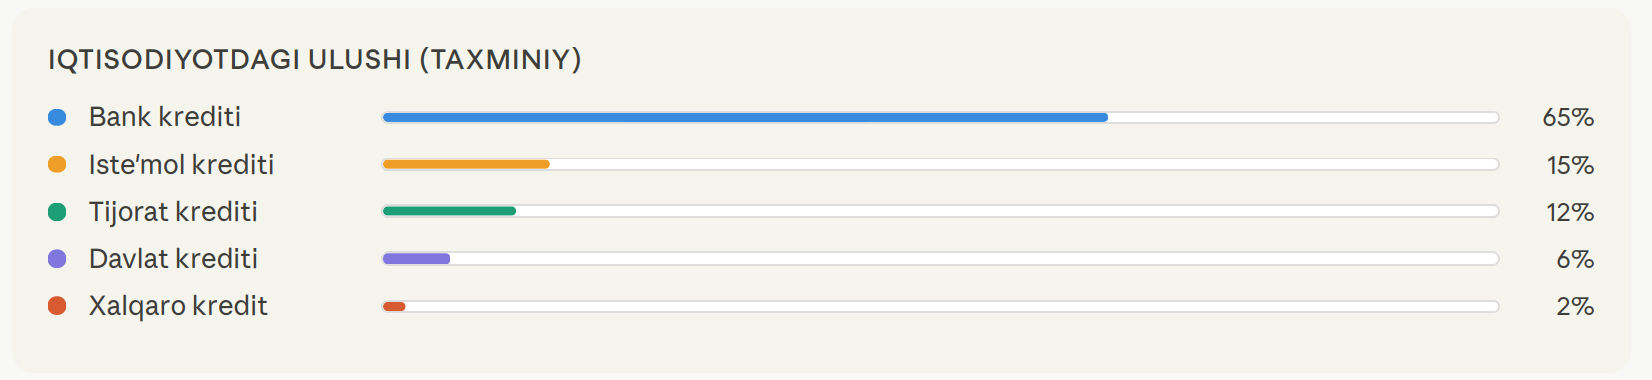 IQTISODIYOTDAGI ULUSHI (TAXMINIY)
Bank krediti 65%
Iste'mol krediti 15%
Tijorat krediti 12%
Davlat krediti 6%
Xalqaro kredit 2%